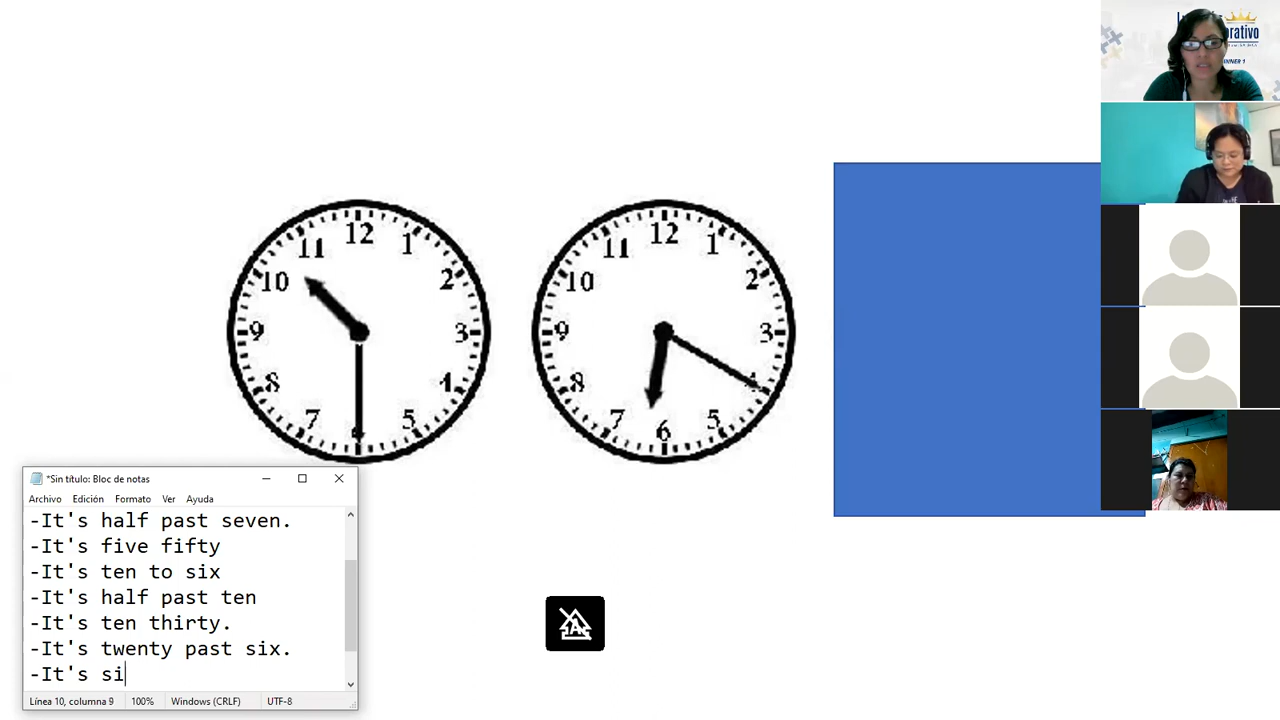 12
11
1
10
2
9
3
8
4
7
5
12
11
1
10
2
9
3
8
4
7
5
6
*Sin título: Bloc de notas
Archivo Edición Formato Ver Ayuda
-It's half past seven.
-It's five fifty
-It's ten to six
-It's half past ten
-It's ten thirty.
-It's twenty past six.
-It's si
Línea 10, columna 9 100% Windows (CRLF) UTF-8